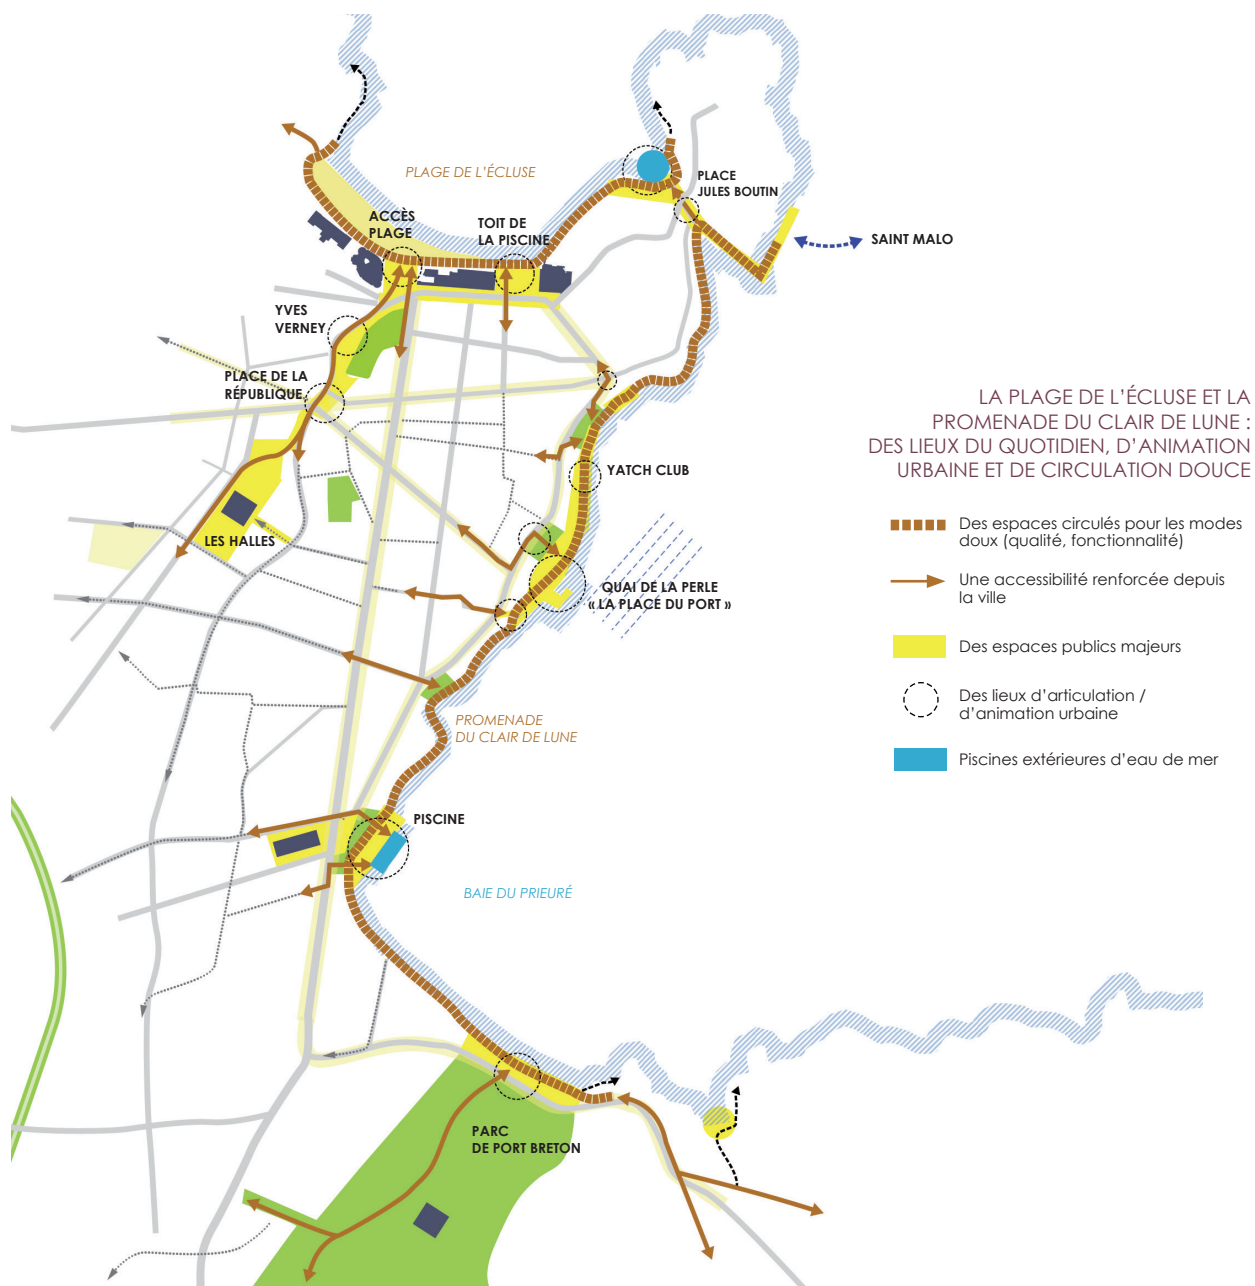 PLAGE DE L'ÉCLUSE
PLACE
JULES BOUTIN
ACCÈS
PLAGE
TOIT DE
LA PISCINE
SAINT MALO
YVES
VERNEY
PLACE DE LA
RÉPUBLIQUE
LA PLAGE DE L'ÉCLUSE ET LA
PROMENADE DU CLAIR DE LUNE :
DES LIEUX DU QUOTIDIEN, D'ANIMATION
URBAINE ET DE CIRCULATION DOUCE
YATCH CLUB
LES HALLES
Des espaces circulés pour les modes
doux (qualité, fonctionnalité)
QUAI DE LA PERLE
« LA PLACE DU PORT »
Une accessibilité renforcée depuis
la ville
Des espaces publics majeurs
Des lieux d'articulation /
d'animation urbaine
PROMENADE
DU CLAIR DE LUNE
Piscines extérieures d'eau de mer
PISCINE
BAIE DU PRIEURÉ
PARC
DE PORT BRETON